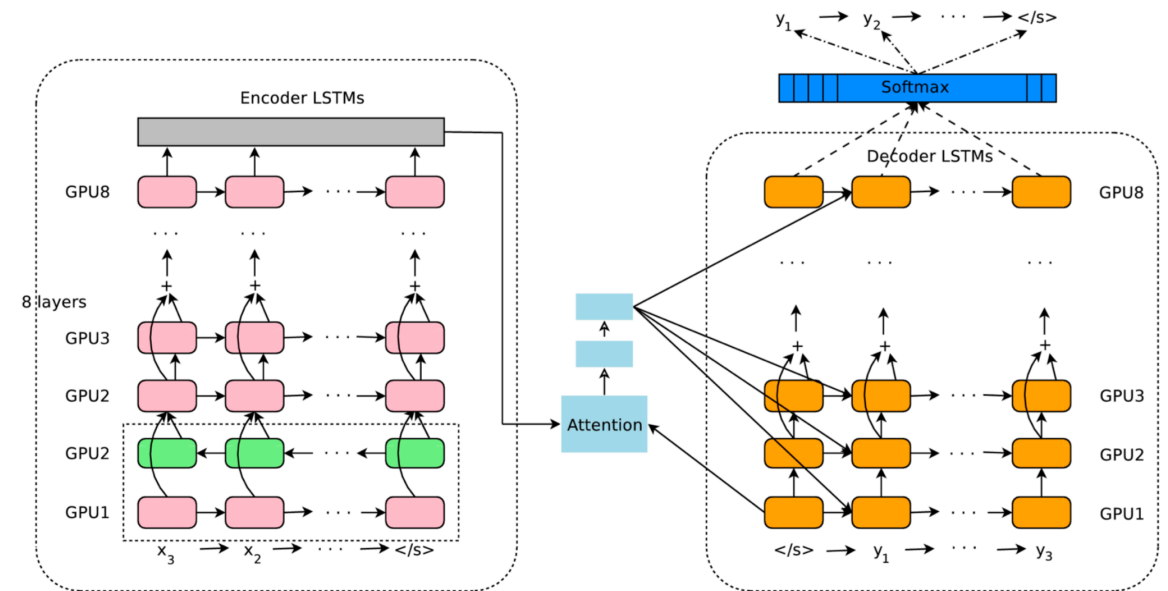 y1 y2 ... </s>
Softmax
Encoder LSTMs
Decoder LSTMs
GPU8
GPU8
... ... ...
... ... ...
+ + +
8 layers
GPU3
+ + +
GPU2
GPU3
Attention
GPU2
GPU2
GPU1
GPU1
x3 x2 ... </s>
</s> y1 ... y3